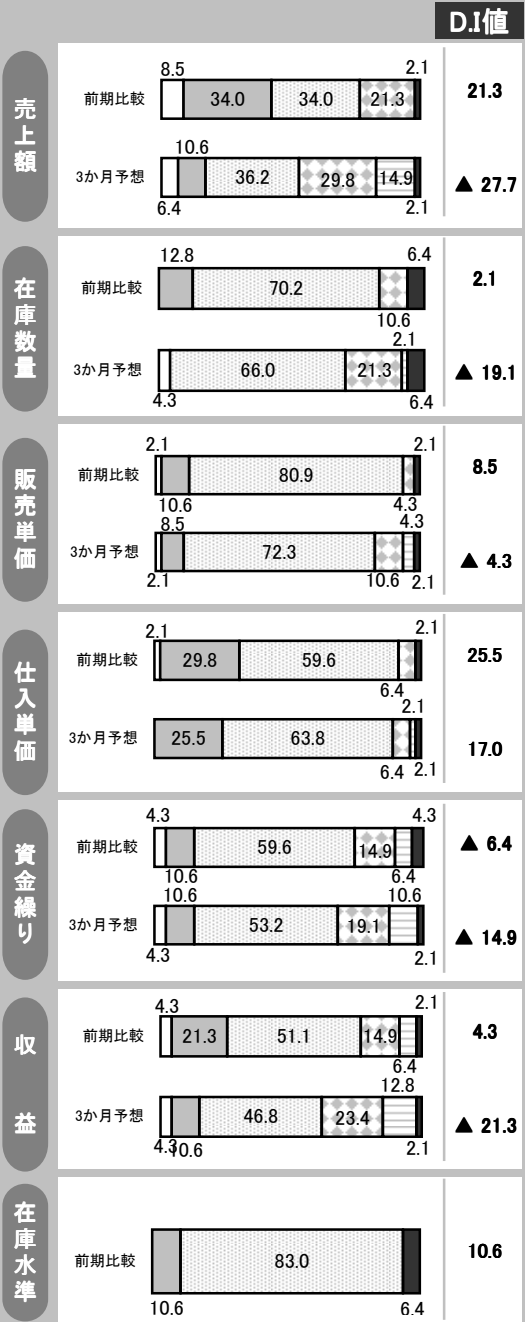 D.I値
売上額
8.5 2.1
前期比較 34.0 34.0 21.3 21.3
10.6
3か月予想 36.2 29.8 14.9 ▲ 27.7
6.4 2.1
在庫数量
12.8 6.4
前期比較 70.2 2.1
10.6
2.1
3か月予想 66.0 21.3 ▲ 19.1
4.3 6.4
販売単価
2.1 2.1
前期比較 80.9 8.5
10.6 4.3
8.5 4.3
3か月予想 72.3 ▲ 4.3
2.1 10.6 2.1
仕入単価
2.1 2.1
前期比較 29.8 59.6 25.5
6.4
2.1
3か月予想 25.5 63.8 17.0
6.4 2.1
資金繰り
4.3 4.3
前期比較 59.6 14.9 ▲ 6.4
10.6 6.4
10.6 10.6
3か月予想 53.2 19.1 ▲ 14.9
4.3 2.1
収益
4.3 2.1
前期比較 21.3 51.1 14.9 4.3
6.4
12.8
3か月予想 46.8 23.4 ▲ 21.3
4.3 10.6 2.1
在庫水準
前期比較 83.0 10.6
10.6 6.4